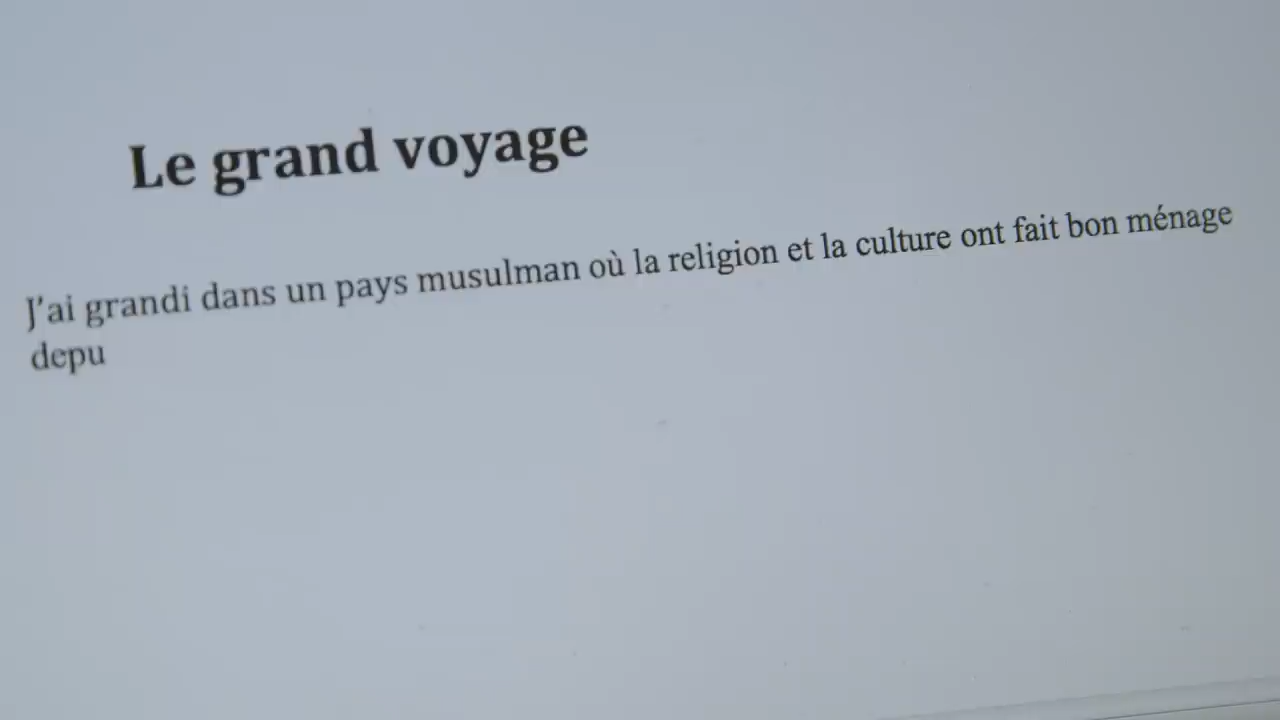 Le grand voyage
J'ai grandi dans un pays musulman où la religion et la culture ont fait bon ménage
depu